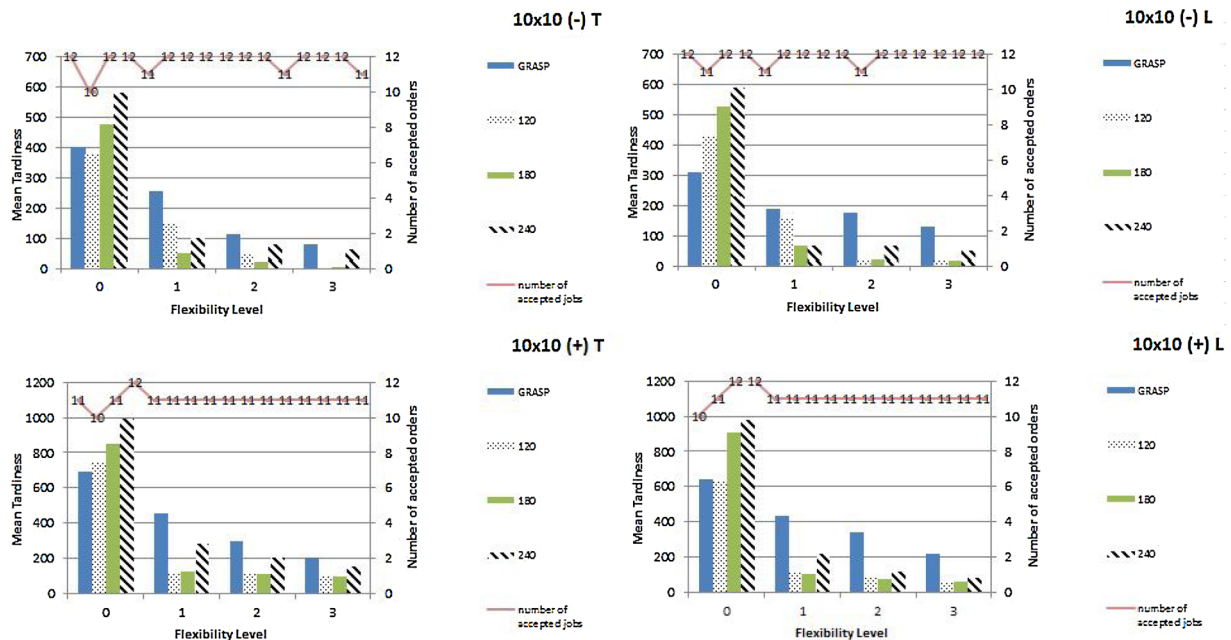 10x10 (-) T
12 12 12 12 12 12 12 12 12 12 12 12
11 11 11
10
700
600
500
400
300
200
100
0
Mean Tardiness
12
10
8
6
4
2
0
Number of accepted orders
0 1 2 3
Flexibility Level
GRASP
120
180
240
number of
accepted jobs
10x10 (-) L
12 12 12 12 12 12 12 12 12 12 12 12 12
11 11 11
700
600
500
400
300
200
100
0
Mean Tardiness
12
10
8
6
4
2
0
Number of accepted orders
0 1 2 3
Flexibility Level
GRASP
120
180
240
number of
accepted jobs
10x10 (+) T
12
11 11 11 11 11 11 11 11 11 11 11 11 11 11
10
1200
1000
800
600
400
200
0
Mean Tardiness
12
10
8
6
4
2
0
Number of accepted orders
0 1 2 3
Flexibility Level
GRASP
120
180
240
number of
accepted jobs
10x10 (+) L
12 12
11 11 11 11 11 11 11 11 11 11 11 11 11
10
1200
1000
800
600
400
200
0
Mean Tardiness
12
10
8
6
4
2
0
Number of accepted orders
0 1 2 3
Flexibility Level
GRASP
120
180
240
number of
accepted jobs